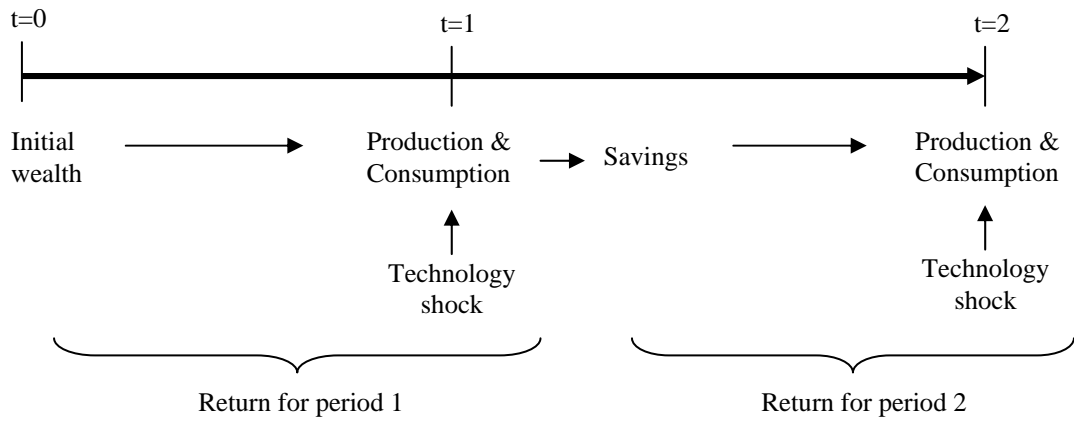 t=0
t=1
t=2
Initial
wealth
Production &
Consumption
Savings
Production &
Consumption
Technology
shock
Technology
shock
Return for period 1
Return for period 2